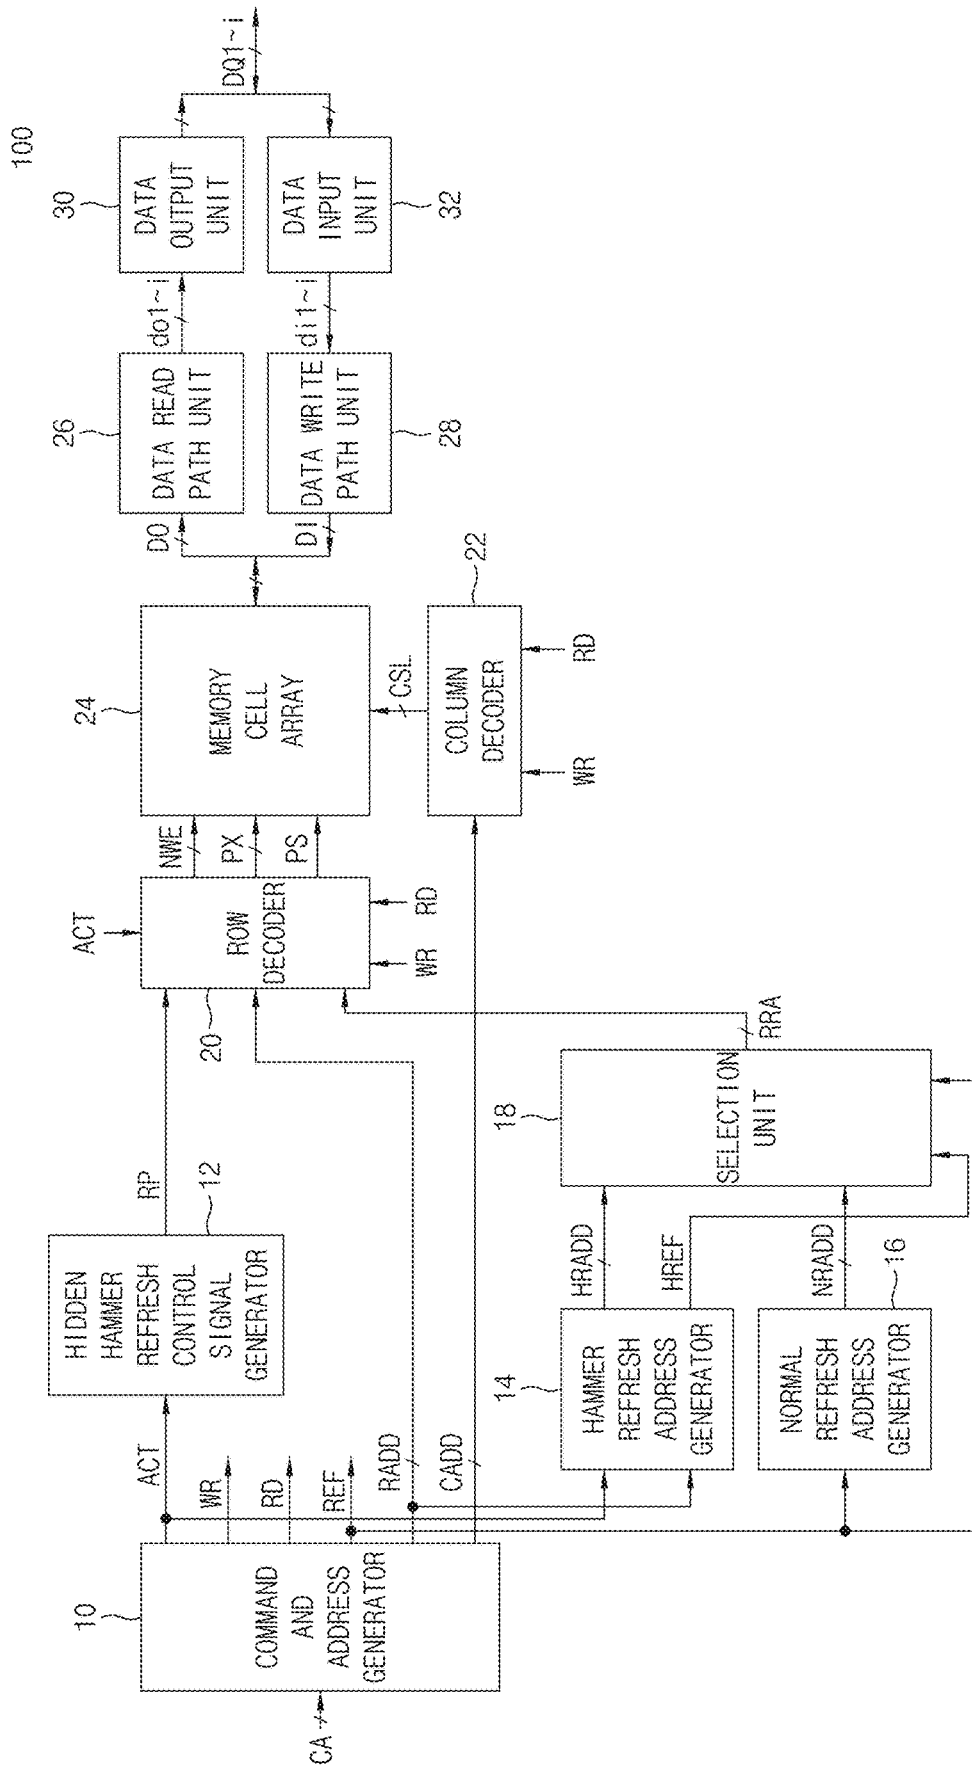 100
CA
10
COMMAND
AND
ADDRESS
GENERATOR
ACT
WR
RD
REF
RADD
CADD
HIDDEN
HAMMER
REFRESH
CONTROL
SIGNAL
GENERATOR
12
RP
14
HAMMER
REFRESH
ADDRESS
GENERATOR
HRADD
HREF
NORMAL
REFRESH
ADDRESS
GENERATOR
16
NRADD
18
SELECTION
UNIT
RRA
ACT
20
ROW
DECODER
WR
RD
NWE
PX
PS
24
MEMORY
CELL
ARRAY
CSL
COLUMN
DECODER
22
WR
RD
DO
DI
26
DATA READ
PATH UNIT
DATA WRITE
PATH UNIT
28
do1~i
di1~i
30
DATA
OUTPUT
UNIT
DATA
INPUT
UNIT
32
DQ1~i